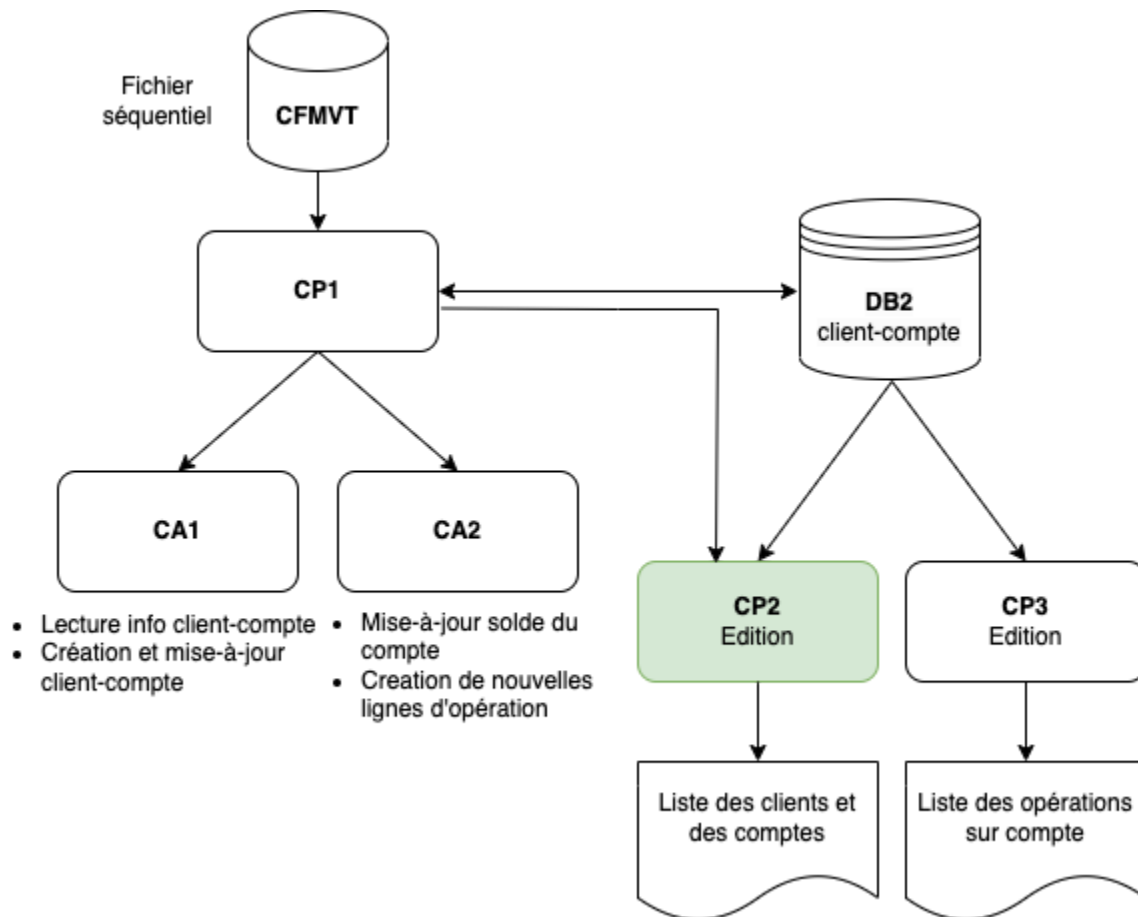 Fichier
séquentiel
CFMVT
CP1
DB2
client-compte
CA1
CA2
• Lecture info client-compte
• Création et mise-à-jour
client-compte
• Mise-à-jour solde du
compte
• Creation de nouvelles
lignes d'opération
CP2
Edition
CP3
Edition
Liste des clients et
des comptes
Liste des opérations
sur compte